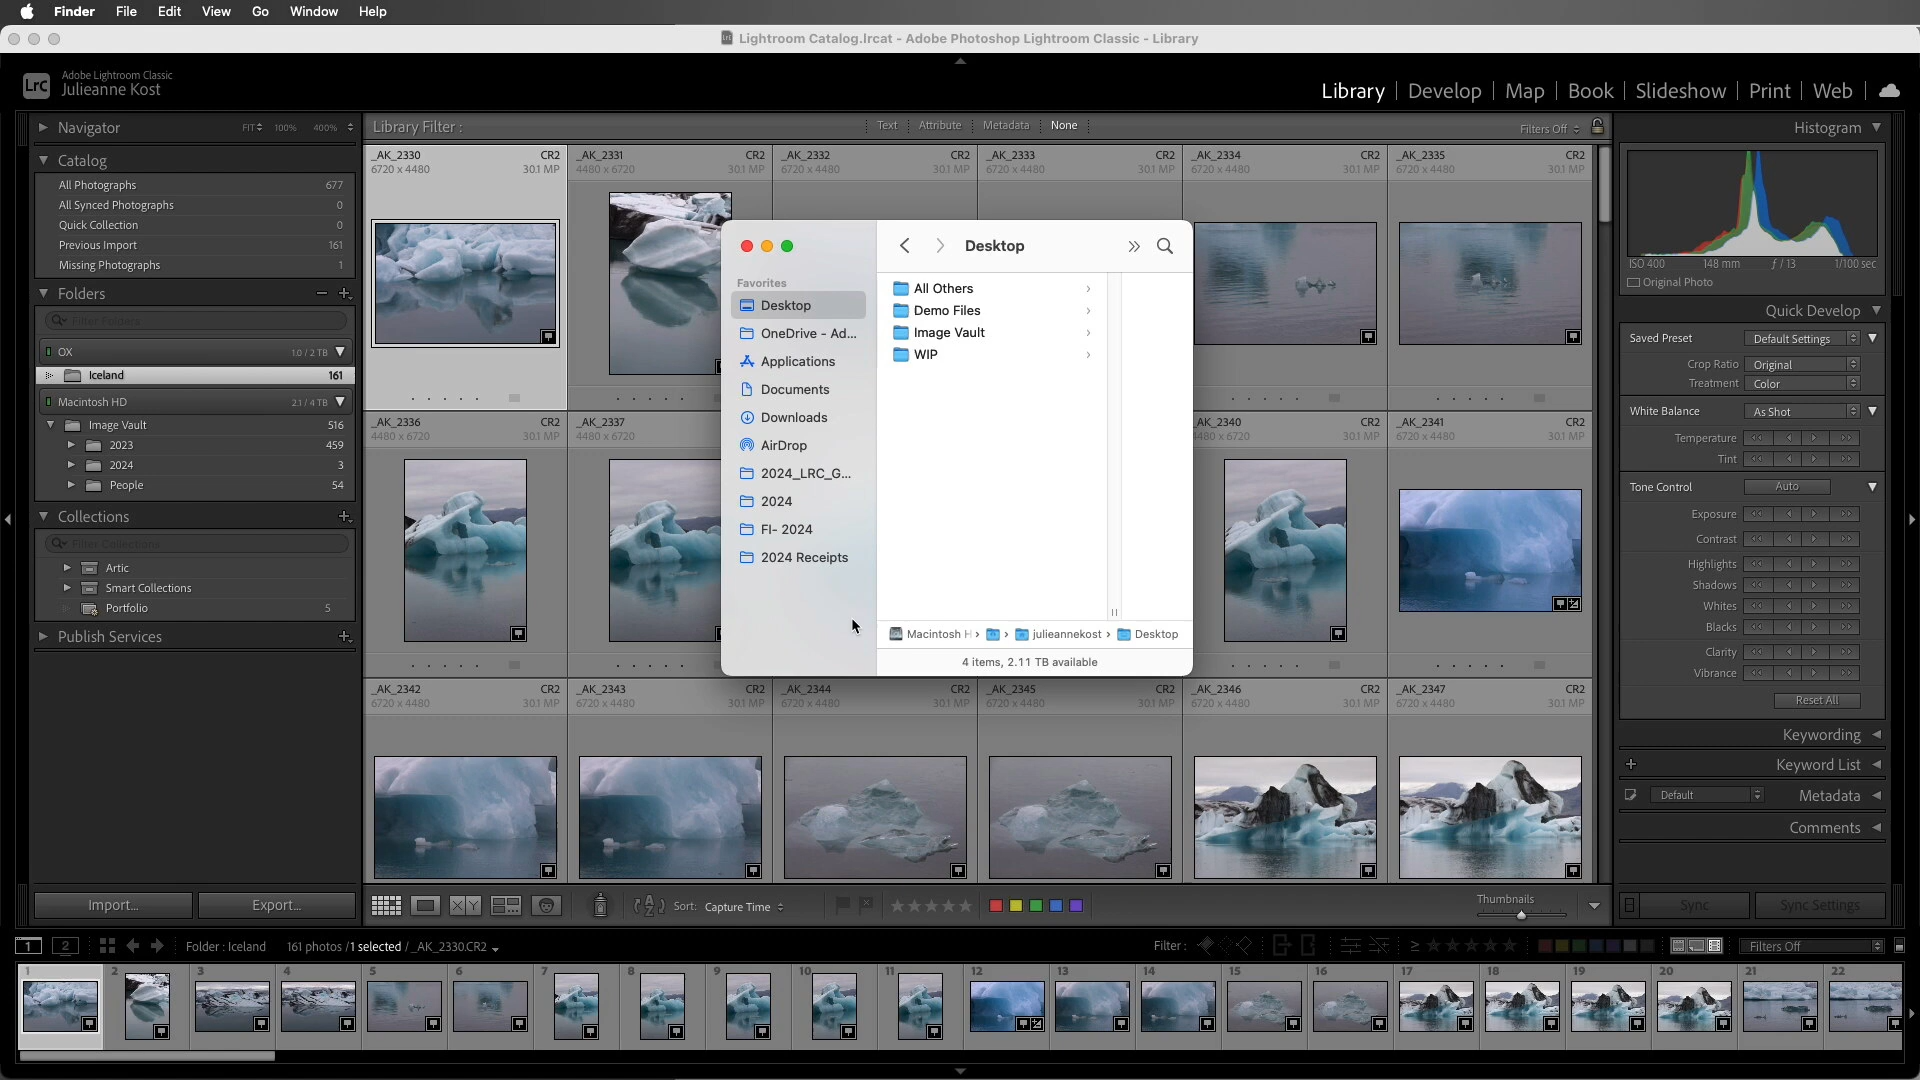 Finder File Edit View Go Window Help
Lightroom Catalog.lrcat - Adobe Photoshop Lightroom Classic - Library
LrC
Adobe Lightroom Classic
Julieanne Kost
Library | Develop | Map | Book | Slideshow | Print | Web
Navigator FIT 100% 400%
Catalog
All Photographs 677
All Synced Photographs 0
Quick Collection 0
Previous Import 161
Missing Photographs 1
Folders
Filter Folders
OX 1.0 / 2 TB
Iceland 161
Macintosh HD 2.1 / 4 TB
Image Vault 516
2023 459
2024 3
People 54
Collections
Filter Collections
Artic
Smart Collections
Portfolio 5
Publish Services
Import... Export...
Library Filter : Text Attribute Metadata None Filters Off
_AK_2330 CR2
6720 x 4480 30.1 MP
_AK_2331 CR2
4480 x 6720 30.1 MP
_AK_2332 CR2
6720 x 4480 30.1 MP
_AK_2333 CR2
6720 x 4480 30.1 MP
_AK_2334 CR2
6720 x 4480 30.1 MP
_AK_2335 CR2
6720 x 4480 30.1 MP
_AK_2336 CR2
4480 x 6720 30.1 MP
_AK_2337
4480 x 6720
_AK_2340 CR2
4480 x 6720 30.1 MP
_AK_2341 CR2
6720 x 4480 30.1 MP
_AK_2342 CR2
6720 x 4480 30.1 MP
_AK_2343 CR2
6720 x 4480 30.1 MP
_AK_2344 CR2
6720 x 4480 30.1 MP
_AK_2345 CR2
6720 x 4480 30.1 MP
_AK_2346 CR2
6720 x 4480 30.1 MP
_AK_2347 CR2
6720 x 4480 30.1 MP
Desktop
Favorites
Desktop
OneDrive - Ad...
Applications
Documents
Downloads
AirDrop
2024_LRC_G...
2024
FI- 2024
2024 Receipts
All Others
Demo Files
Image Vault
WIP
Macintosh H › › julieannekost › Desktop
4 items, 2.11 TB available
XY Sort: Capture Time Thumbnails
Histogram
ISO 400 148 mm ƒ / 13 1/100 sec
Original Photo
Quick Develop
Saved Preset Default Settings
Crop Ratio Original
Treatment Color
White Balance As Shot
Temperature
Tint
Tone Control Auto
Exposure
Contrast
Highlights
Shadows
Whites
Blacks
Clarity
Vibrance
Reset All
Keywording
Keyword List
Default Metadata
Comments
Sync Sync Settings
1 2 Folder : Iceland 161 photos / 1 selected / _AK_2330.CR2 Filter : ≥ Filters Off
1 2 3 4 5 6 7 8 9 10 11 12 13 14 15 16 17 18 19 20 21 22